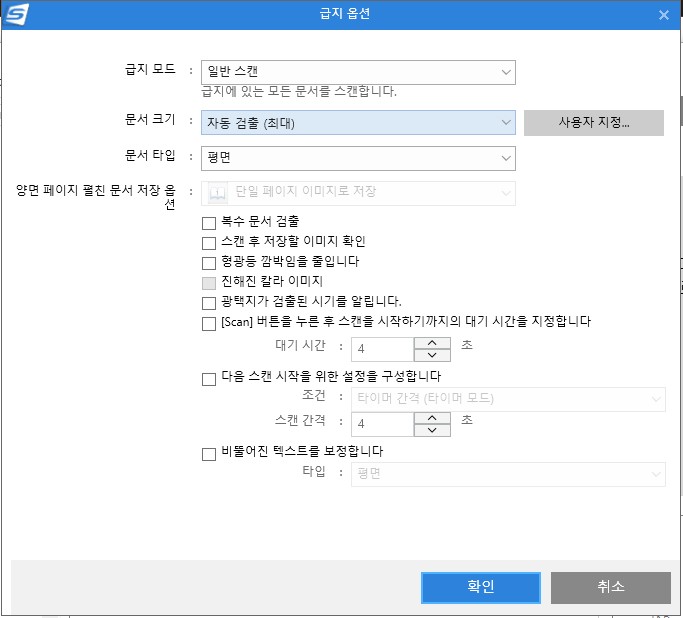 급지 옵션
급지 모드 : 일반 스캔
급지에 있는 모든 문서를 스캔합니다.
문서 크기 : 자동 검출 (최대) 사용자 지정...
문서 타입 : 평면
양면 페이지 펼친 문서 저장 옵션 : 단일 페이지 이미지로 저장
복수 문서 검출
스캔 후 저장할 이미지 확인
형광등 깜박임을 줄입니다
진해진 칼라 이미지
광택지가 검출된 시기를 알립니다.
[Scan] 버튼을 누른 후 스캔을 시작하기까지의 대기 시간을 지정합니다
대기 시간 : 4 초
다음 스캔 시작을 위한 설정을 구성합니다
조건 : 타이머 간격 (타이머 모드)
스캔 간격 : 4 초
비뚤어진 텍스트를 보정합니다
타입 : 평면
확인 취소